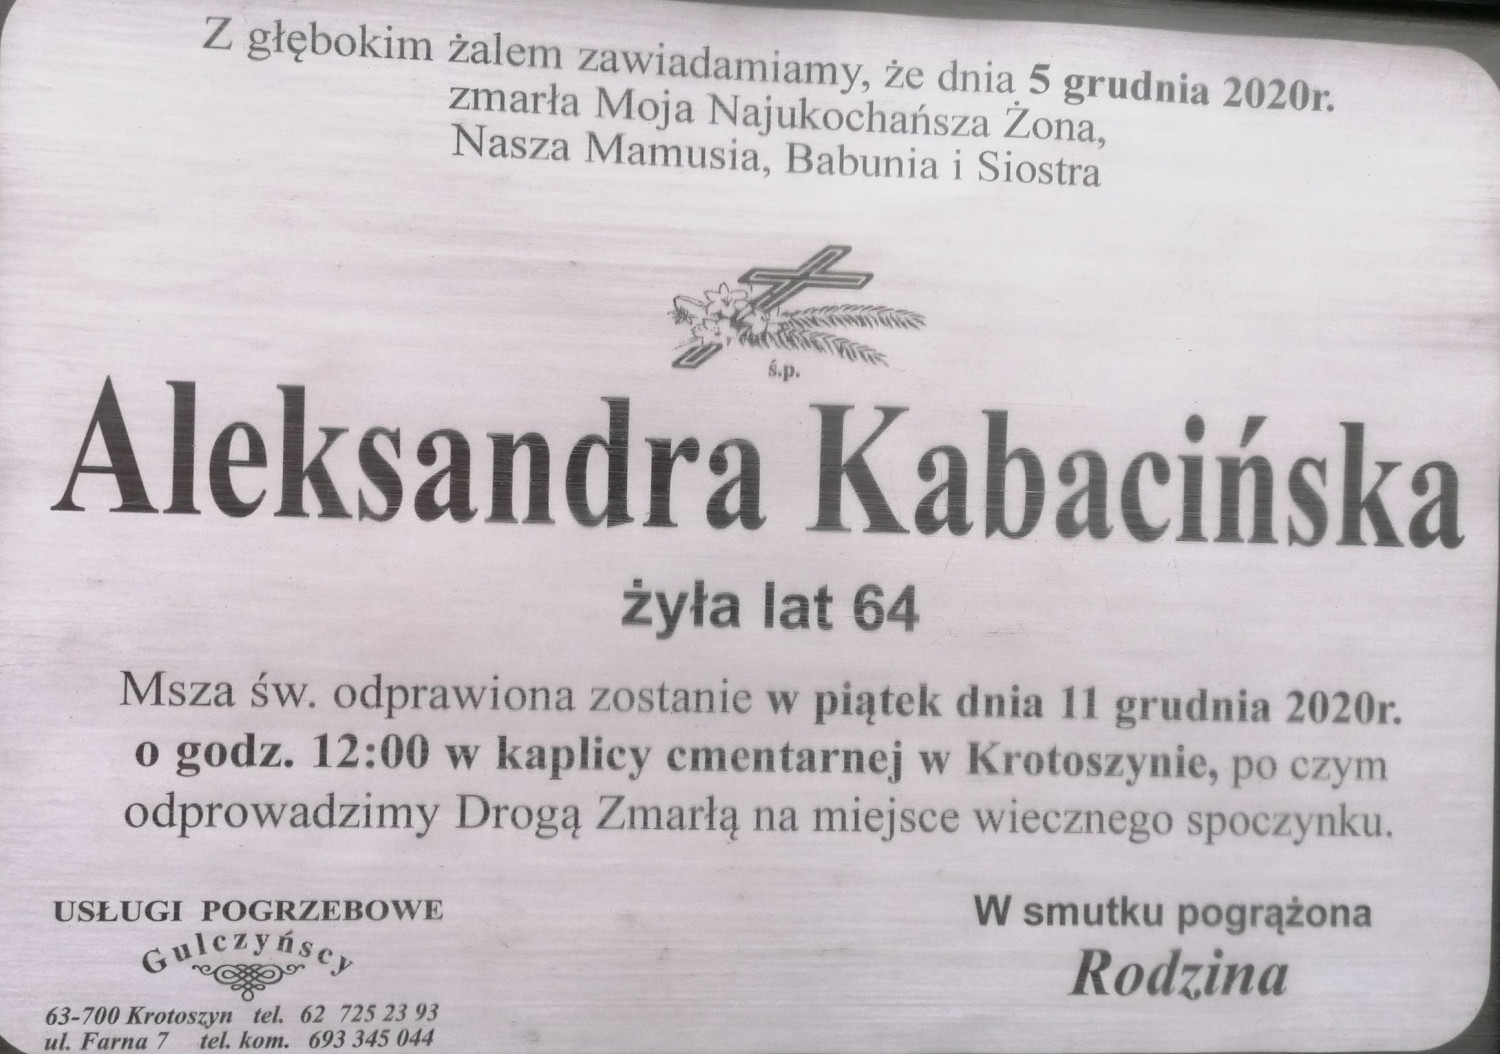 Z głębokim żalem zawiadamiamy, że dnia 5 grudnia 2020r.
zmarła Moja Najukochańsza Żona,
Nasza Mamusia, Babunia i Siostra
ś.p.
Aleksandra Kabacińska
żyła lat 64
Msza św. odprawiona zostanie w piątek dnia 11 grudnia 2020r.
o godz. 12:00 w kaplicy cmentarnej w Krotoszynie, po czym
odprowadzimy Drogą Zmarłą na miejsce wiecznego spoczynku.
W smutku pogrążona
Rodzina
USŁUGI POGRZEBOWE
Gulczyńscy
63-700 Krotoszyn tel. 62 725 23 93
ul. Farna 7 tel. kom. 693 345 044